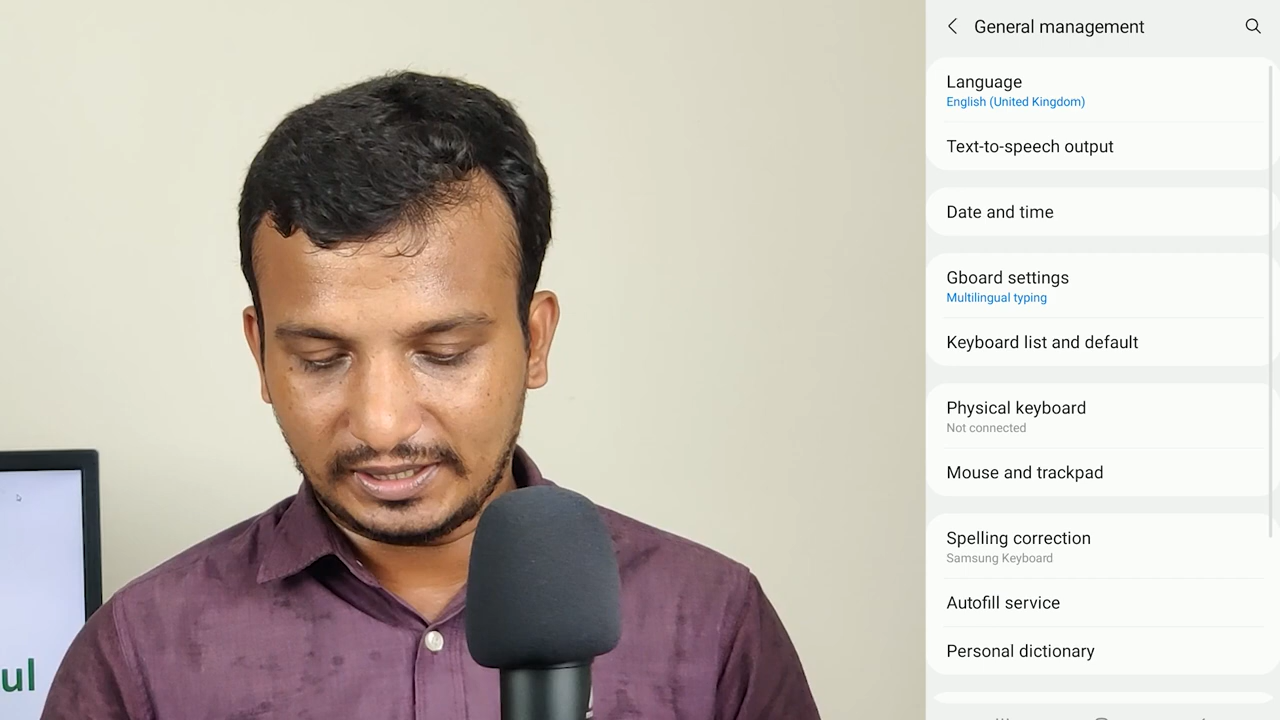 General management
Language
English (United Kingdom)
Text-to-speech output
Date and time
Gboard settings
Multilingual typing
Keyboard list and default
Physical keyboard
Not connected
Mouse and trackpad
Spelling correction
Samsung Keyboard
Autofill service
Personal dictionary
ul